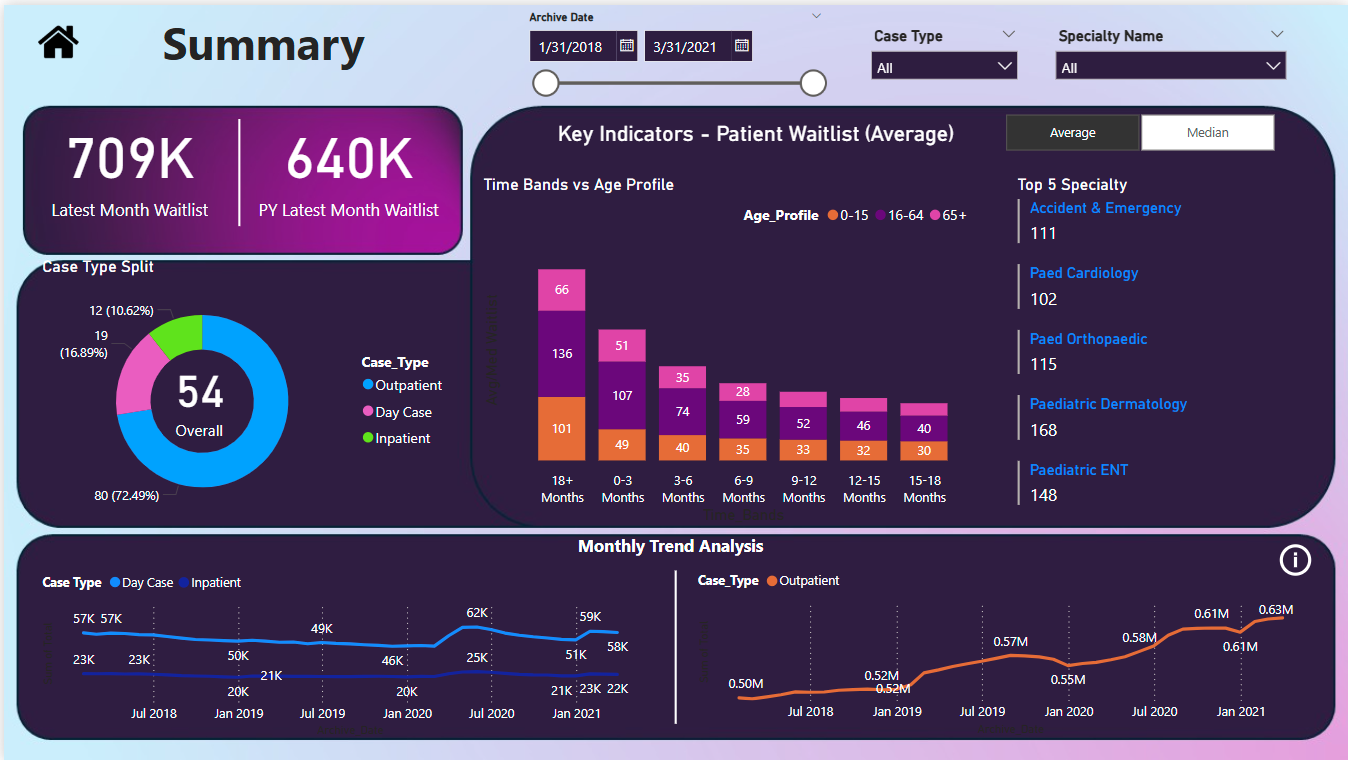 Summary
Archive Date
1/31/2018 3/31/2021
Case Type
All
Specialty Name
All
709K
Latest Month Waitlist
640K
PY Latest Month Waitlist
Case Type Split
12 (10.62%)
19
(16.89%)
54
Overall
80 (72.49%)
Case_Type
Outpatient
Day Case
Inpatient
Key Indicators - Patient Waitlist (Average)
Average
Median
Time Bands vs Age Profile
Age_Profile 0-15 16-64 65+
66
136
101
51
107
49
35
74
40
28
59
35
52
33
46
32
40
30
18+
Months
0-3
Months
3-6
Months
6-9
Months
9-12
Months
12-15
Months
15-18
Months
Top 5 Specialty
Accident & Emergency
111
Paed Cardiology
102
Paed Orthopaedic
115
Paediatric Dermatology
168
Paediatric ENT
148
Monthly Trend Analysis
Case Type Day Case Inpatient
57K 57K 50K 49K 46K 62K 51K 59K 58K
23K 23K 20K 21K 20K 25K 21K 23K 22K
Jul 2018 Jan 2019 Jul 2019 Jan 2020 Jul 2020 Jan 2021
Case_Type Outpatient
0.50M 0.52M 0.52M 0.57M 0.55M 0.58M 0.61M 0.61M 0.63M
Jul 2018 Jan 2019 Jul 2019 Jan 2020 Jul 2020 Jan 2021